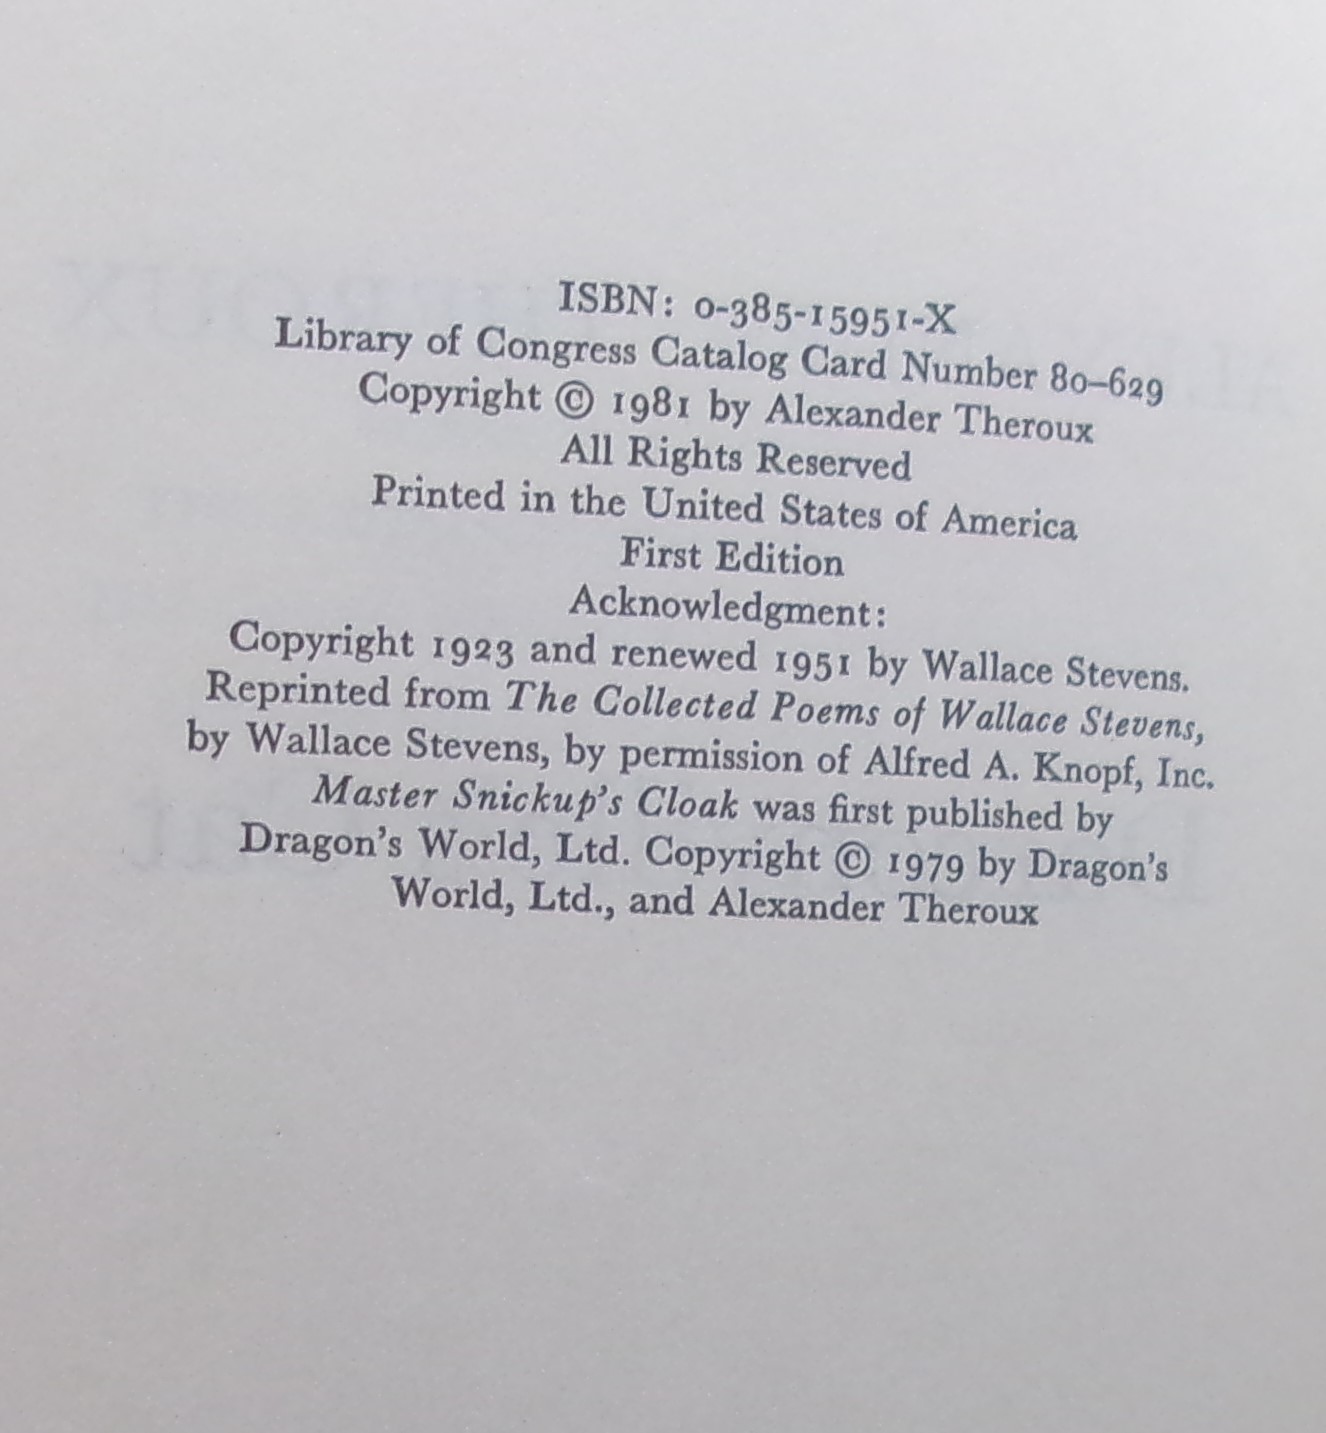 ISBN: 0-385-15951-X
Library of Congress Catalog Card Number 80–629
Copyright © 1981 by Alexander Theroux
All Rights Reserved
Printed in the United States of America
First Edition
Acknowledgment:
Copyright 1923 and renewed 1951 by Wallace Stevens.
Reprinted from The Collected Poems of Wallace Stevens,
by Wallace Stevens, by permission of Alfred A. Knopf, Inc.
Master Snickup's Cloak was first published by
Dragon's World, Ltd. Copyright © 1979 by Dragon's
World, Ltd., and Alexander Theroux